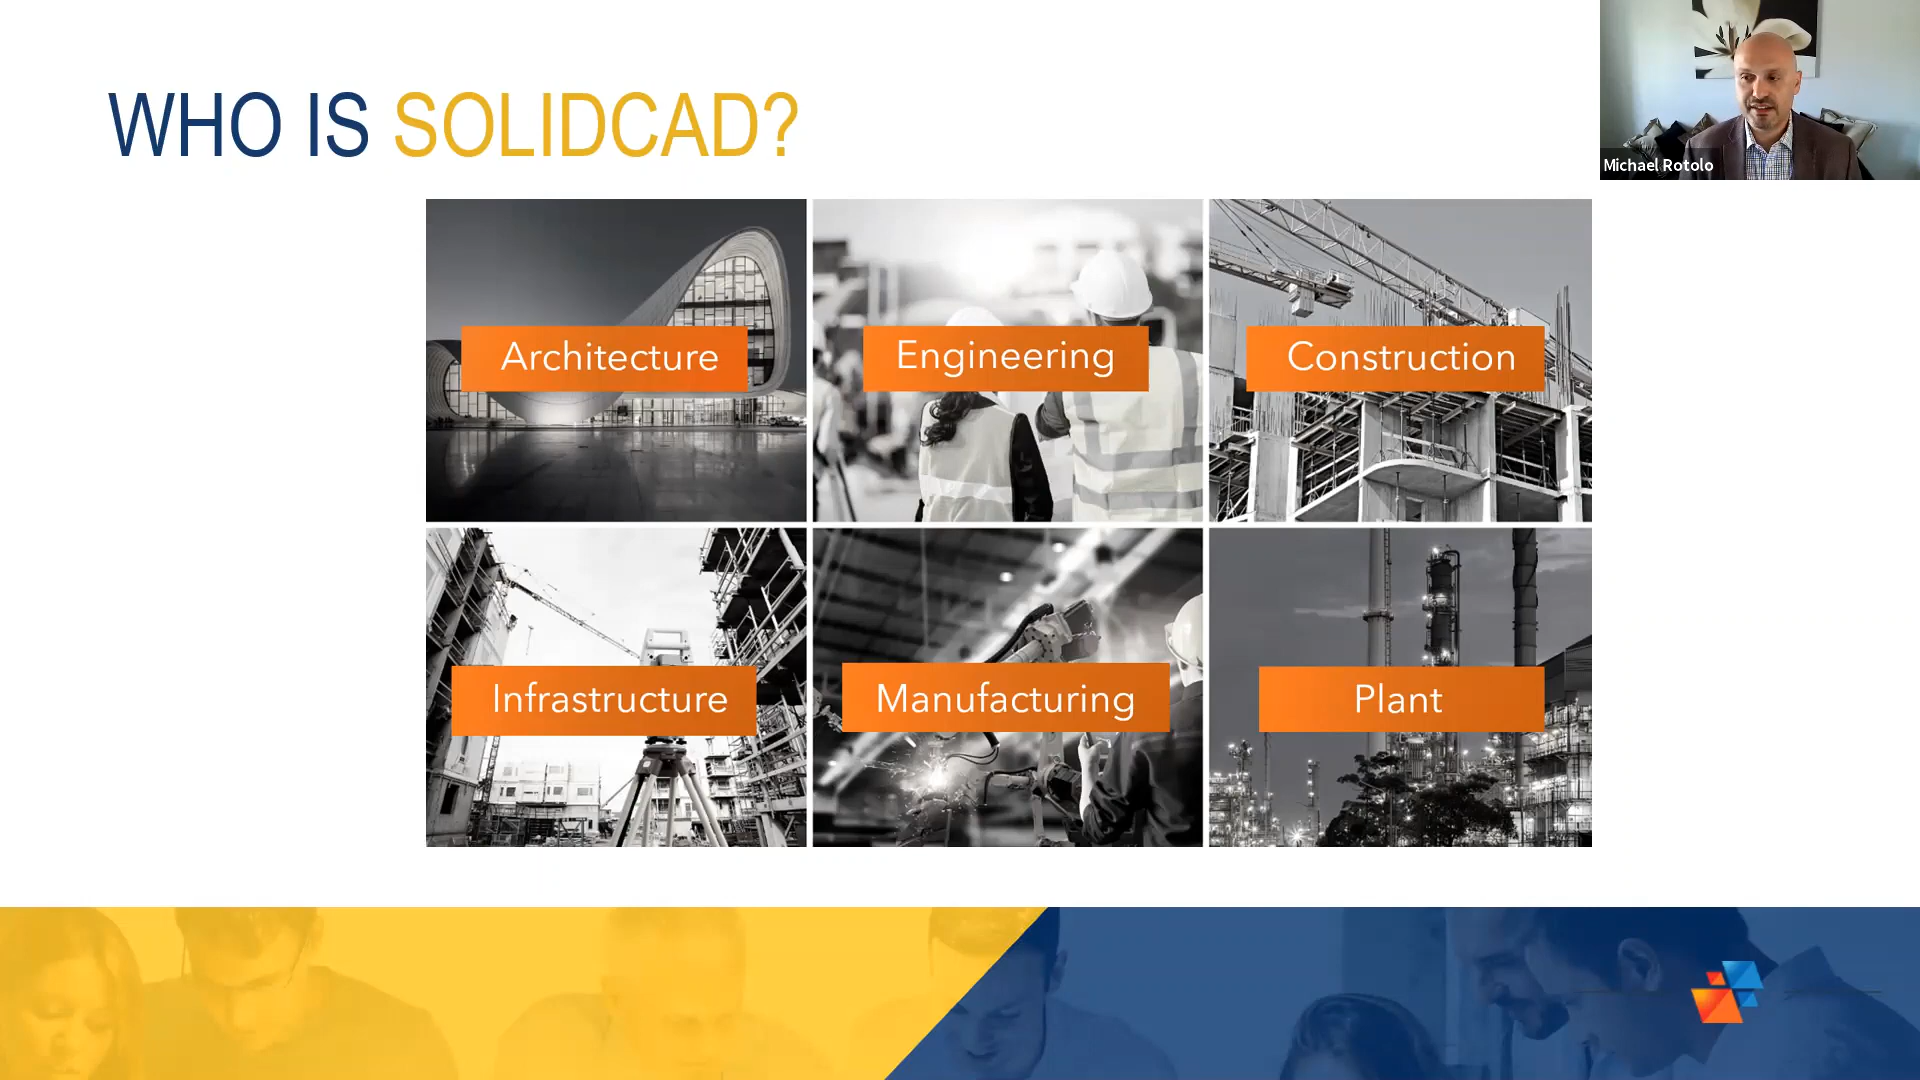 WHO IS SOLIDCAD?
Michael Rotolo
Architecture
Engineering
Construction
Infrastructure
Manufacturing
Plant